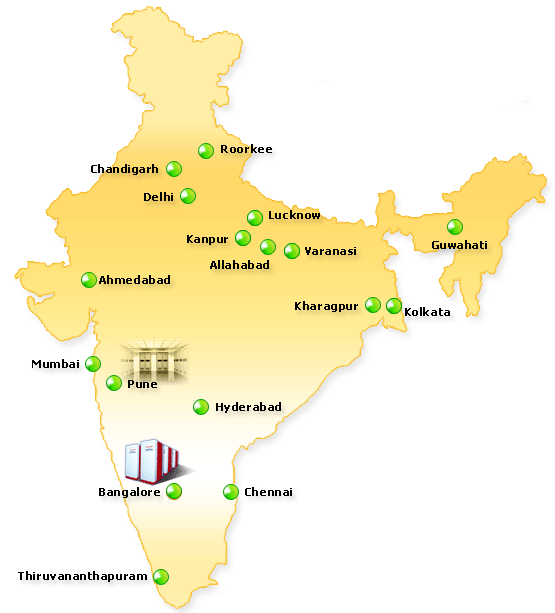 Roorkee
Chandigarh
Delhi
Lucknow
Kanpur
Allahabad
Varanasi
Guwahati
Ahmedabad
Kharagpur
Kolkata
Mumbai
Pune
Hyderabad
Bangalore
Chennai
Thiruvananthapuram